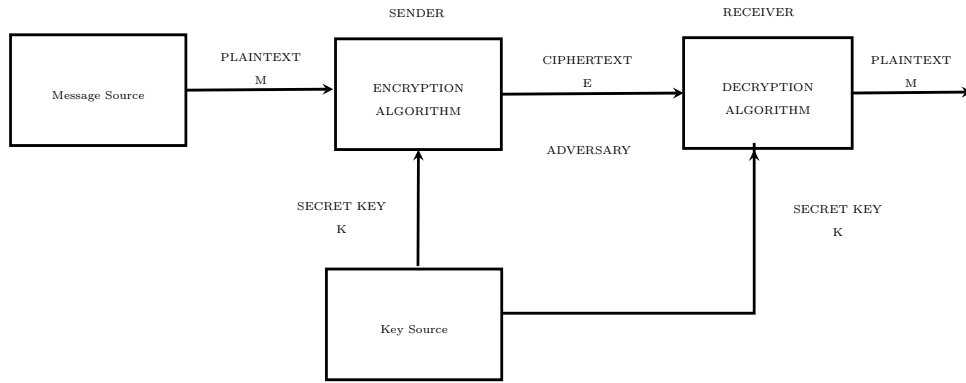 SENDER
RECEIVER
PLAINTEXT
M
CIPHERTEXT
E
PLAINTEXT
M
Message Source
ENCRYPTION
ALGORITHM
DECRYPTION
ALGORITHM
ADVERSARY
SECRET KEY
K
SECRET KEY
K
Key Source